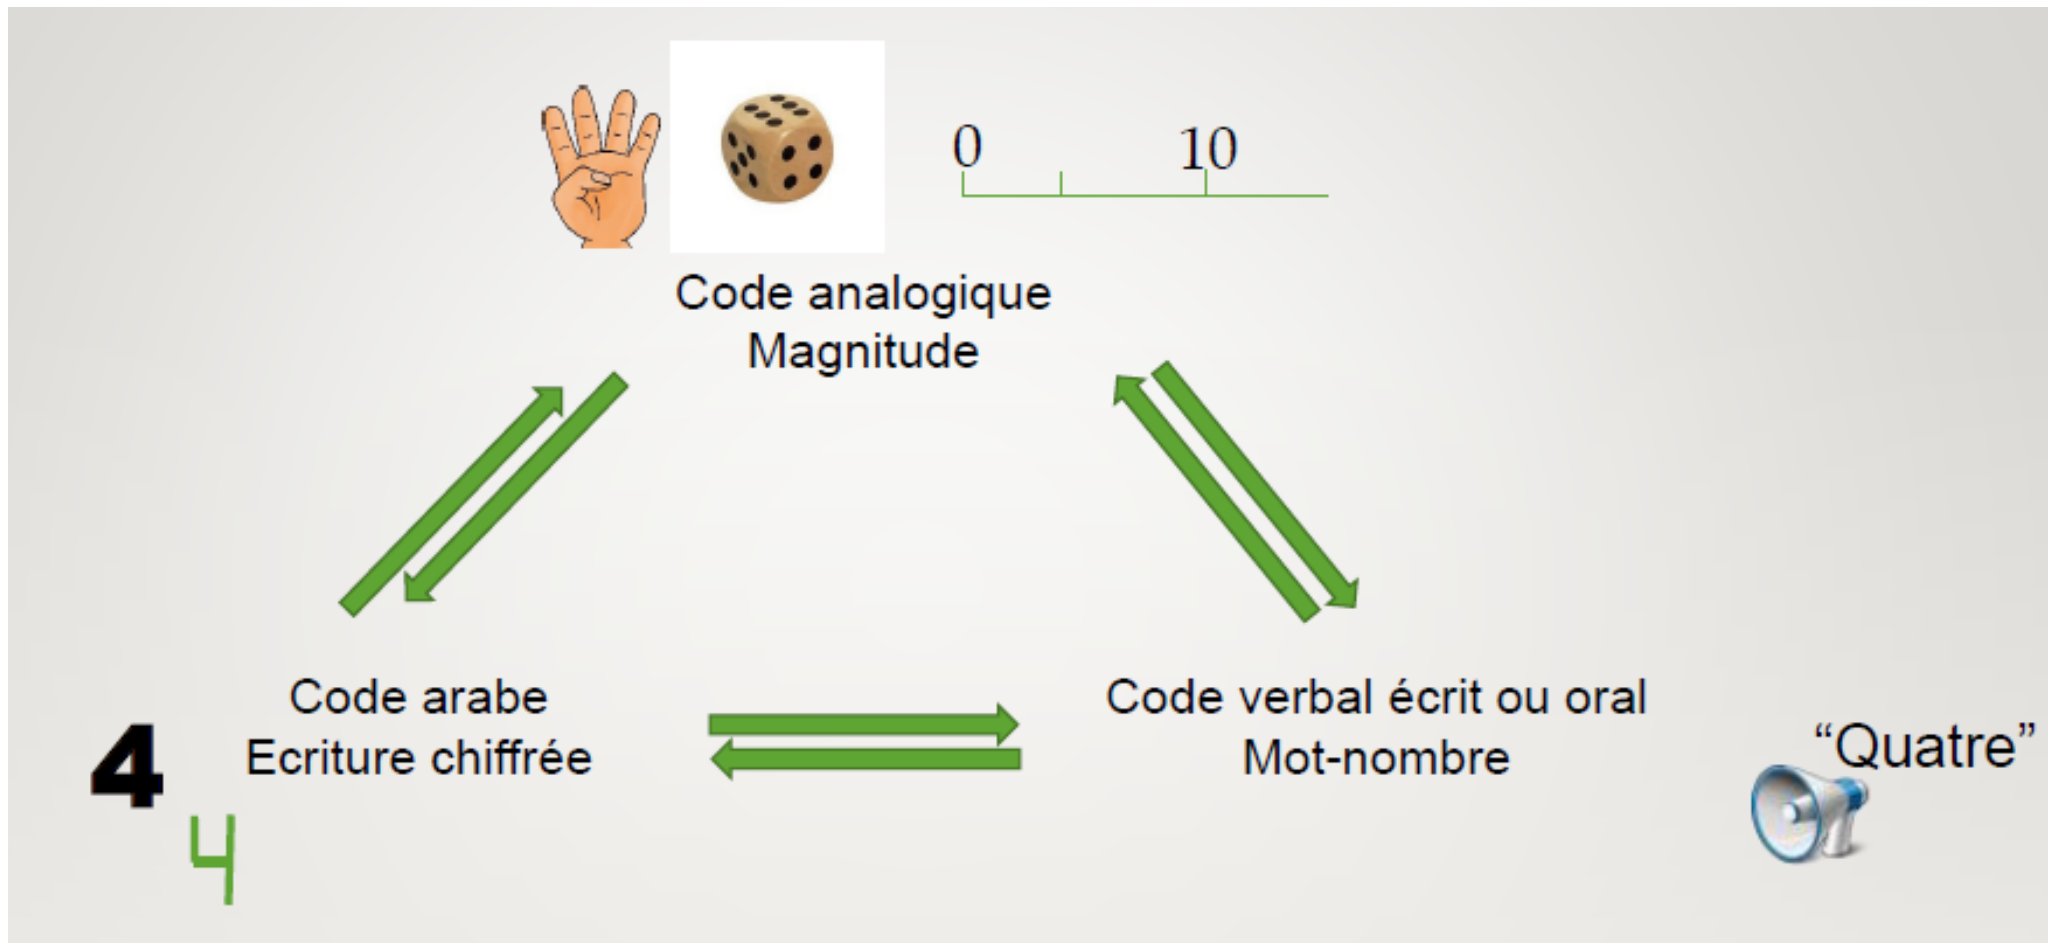 0 10
Code analogique
Magnitude
Code arabe
Ecriture chiffrée
4
4
Code verbal écrit ou oral
Mot-nombre
“Quatre”